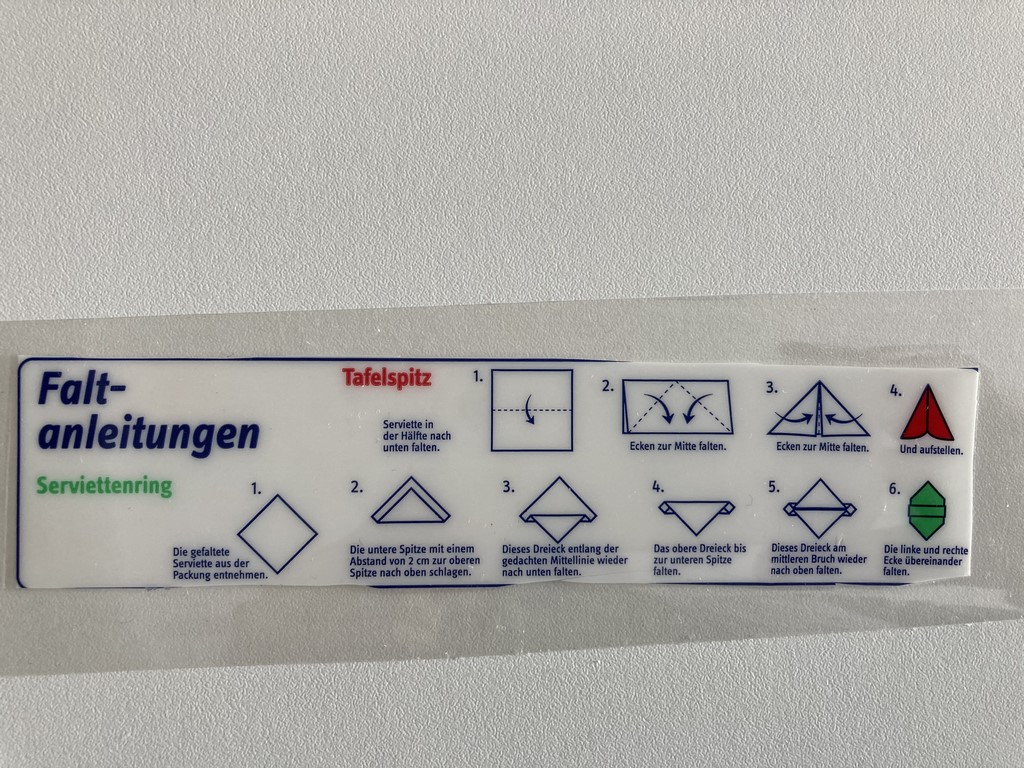 Falt-
anleitungen
Tafelspitz
1.
Serviette in
der Hälfte nach
unten falten.
2.
Ecken zur Mitte falten.
3.
Ecken zur Mitte falten.
4.
Und aufstellen.
Serviettenring
1.
Die gefaltete
Serviette aus der
Packung entnehmen.
2.
Die untere Spitze mit einem
Abstand von 2 cm zur oberen
Spitze nach oben schlagen.
3.
Dieses Dreieck entlang der
gedachten Mittellinie wieder
nach unten falten.
4.
Das obere Dreieck bis
zur unteren Spitze
falten.
5.
Dieses Dreieck am
mittleren Bruch wieder
nach oben falten.
6.
Die linke und rechte
Ecke übereinander
falten.